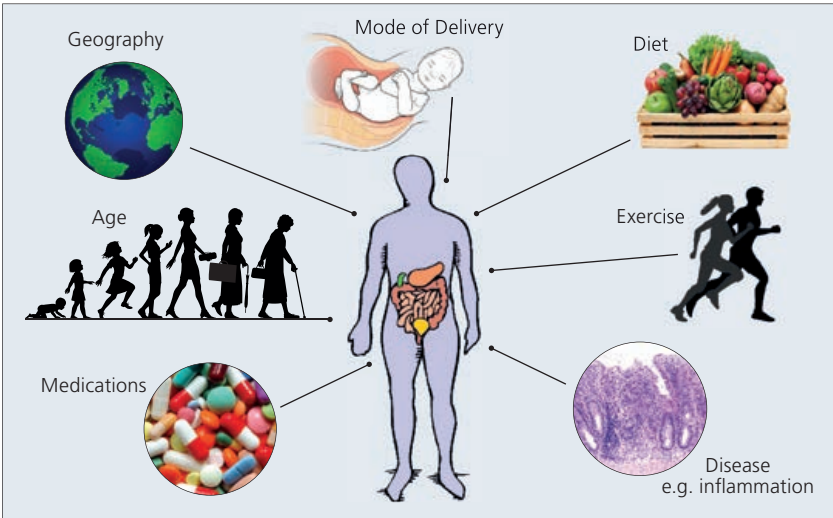 Mode of Delivery
Geography
Diet
Age
Exercise
Medications
Disease
e.g. inflammation